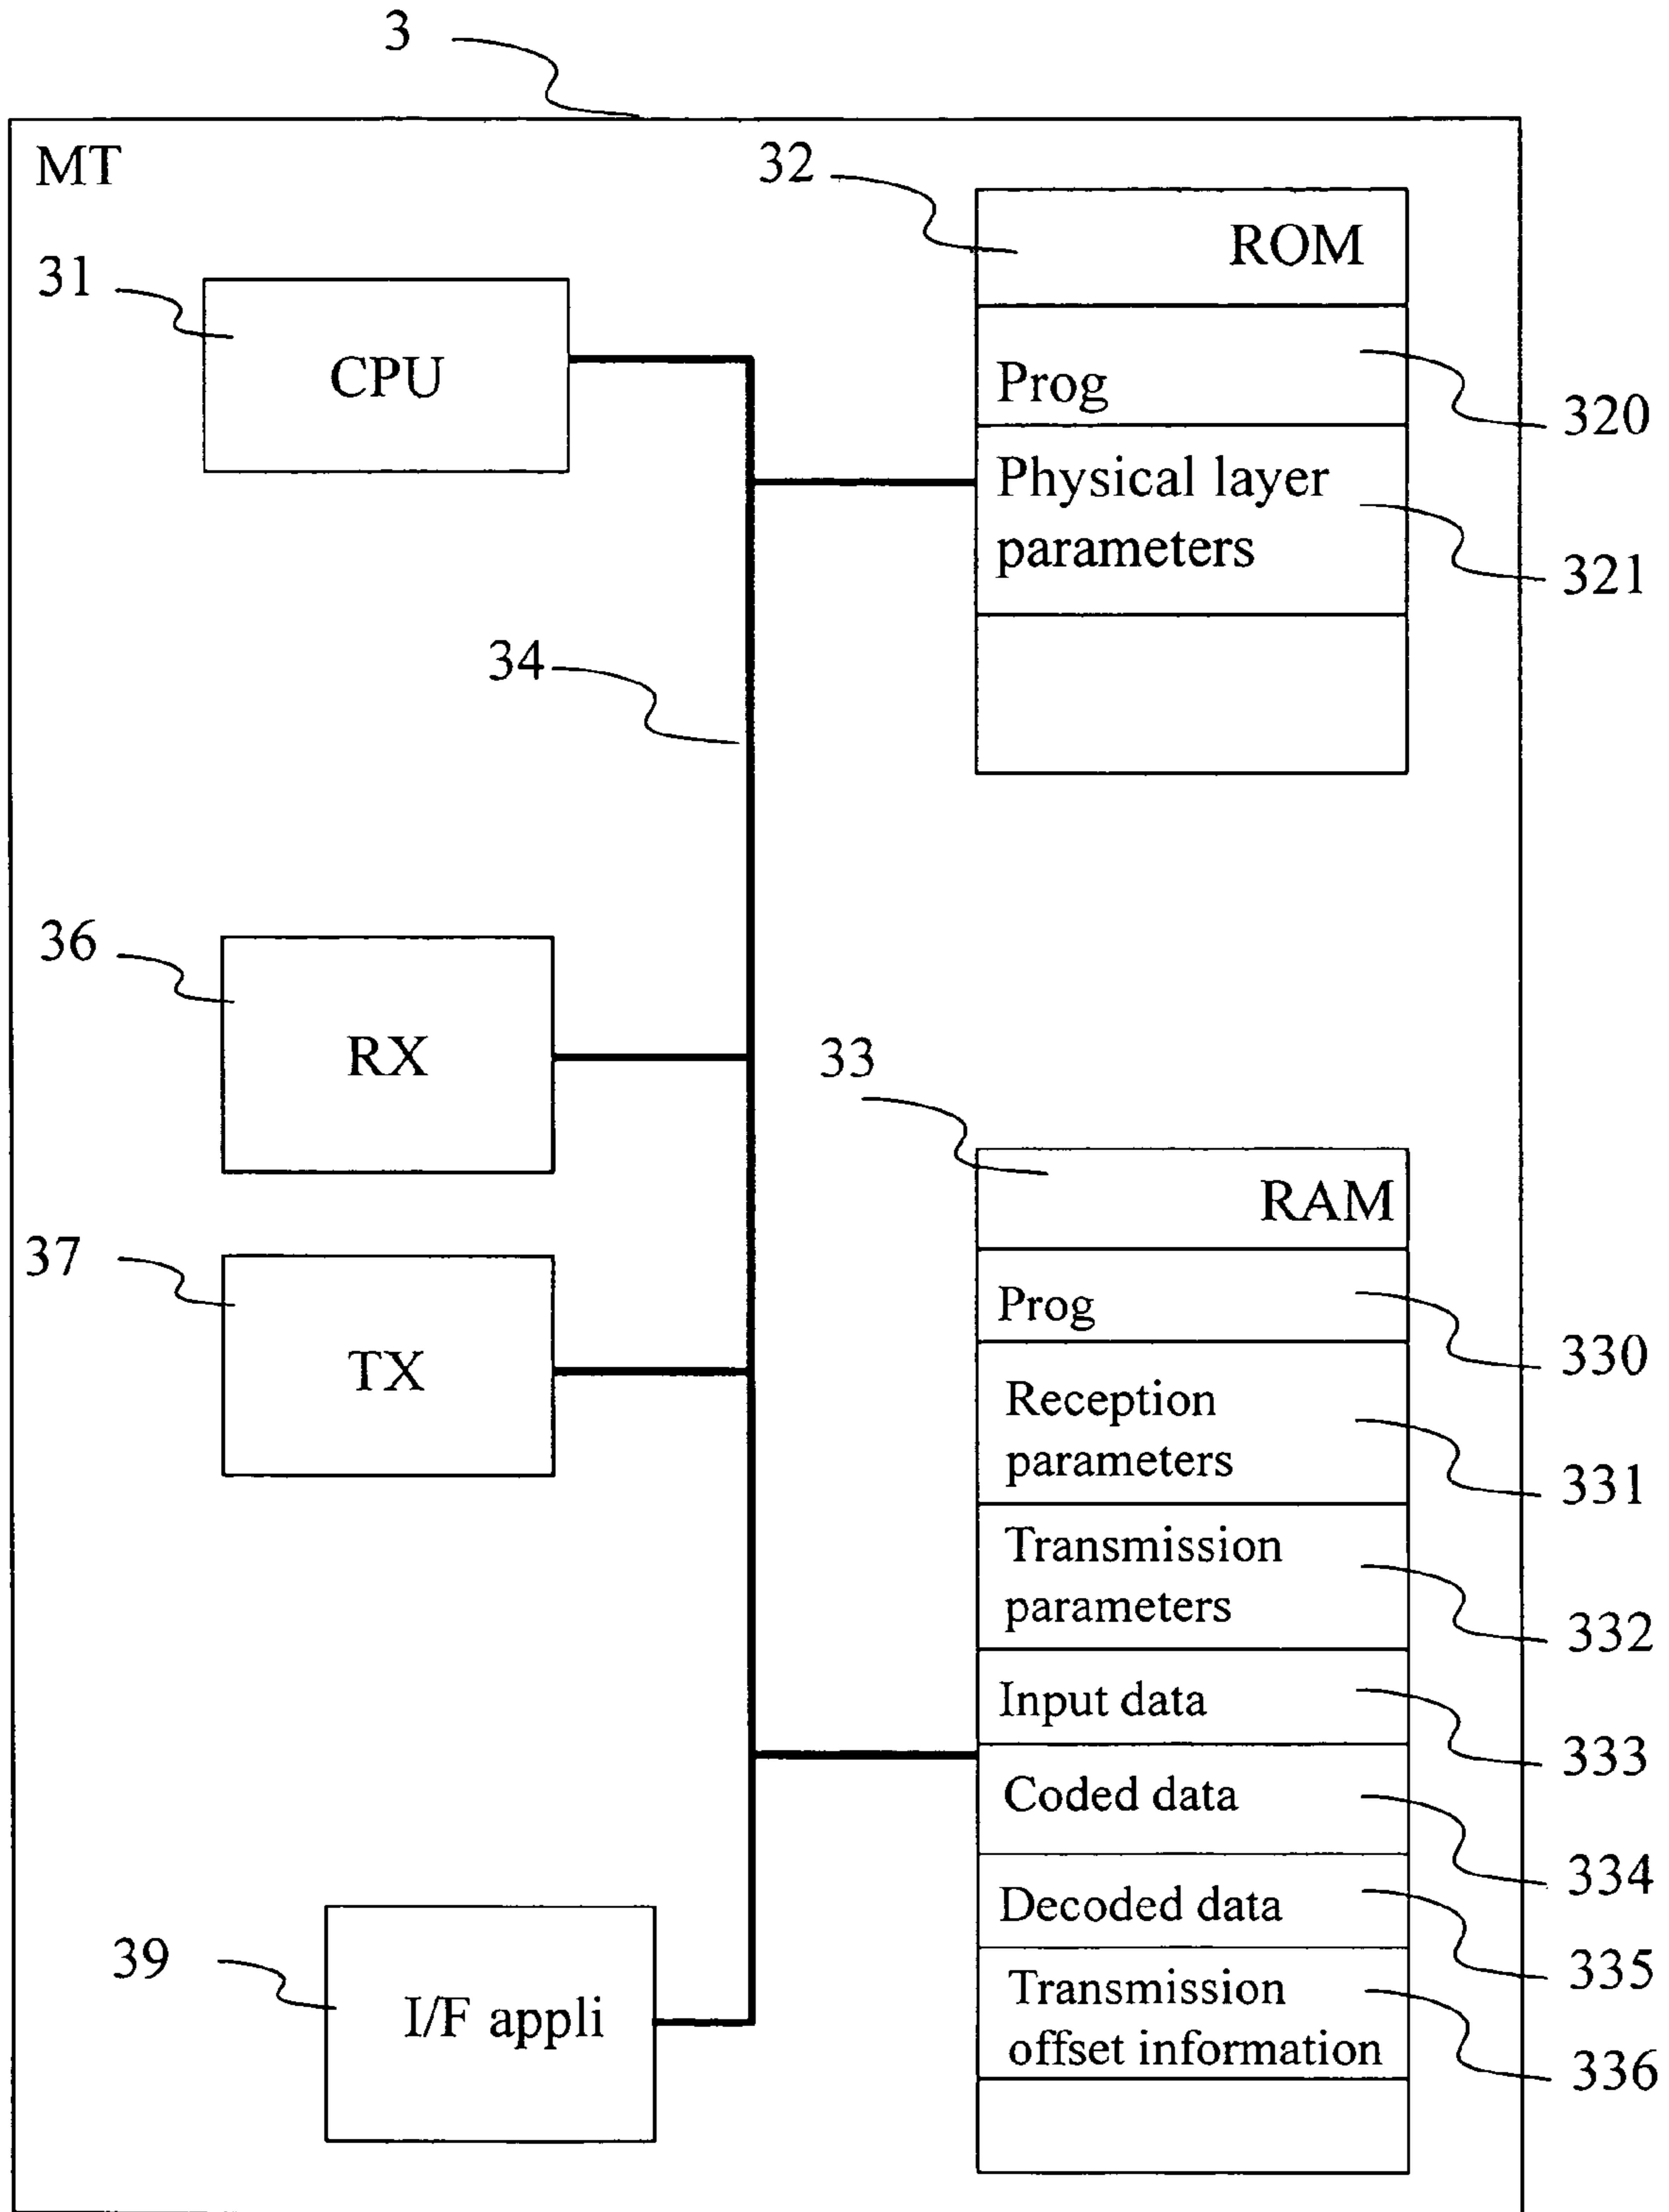 3
MT
32
ROM
31
CPU
Prog
320
Physical layer
parameters
321
34
36
RX
33
RAM
37
TX
Prog
330
Reception
parameters
331
Transmission
parameters
332
Input data
333
Coded data
334
Decoded data
335
39
I/F appli
Transmission
offset information
336